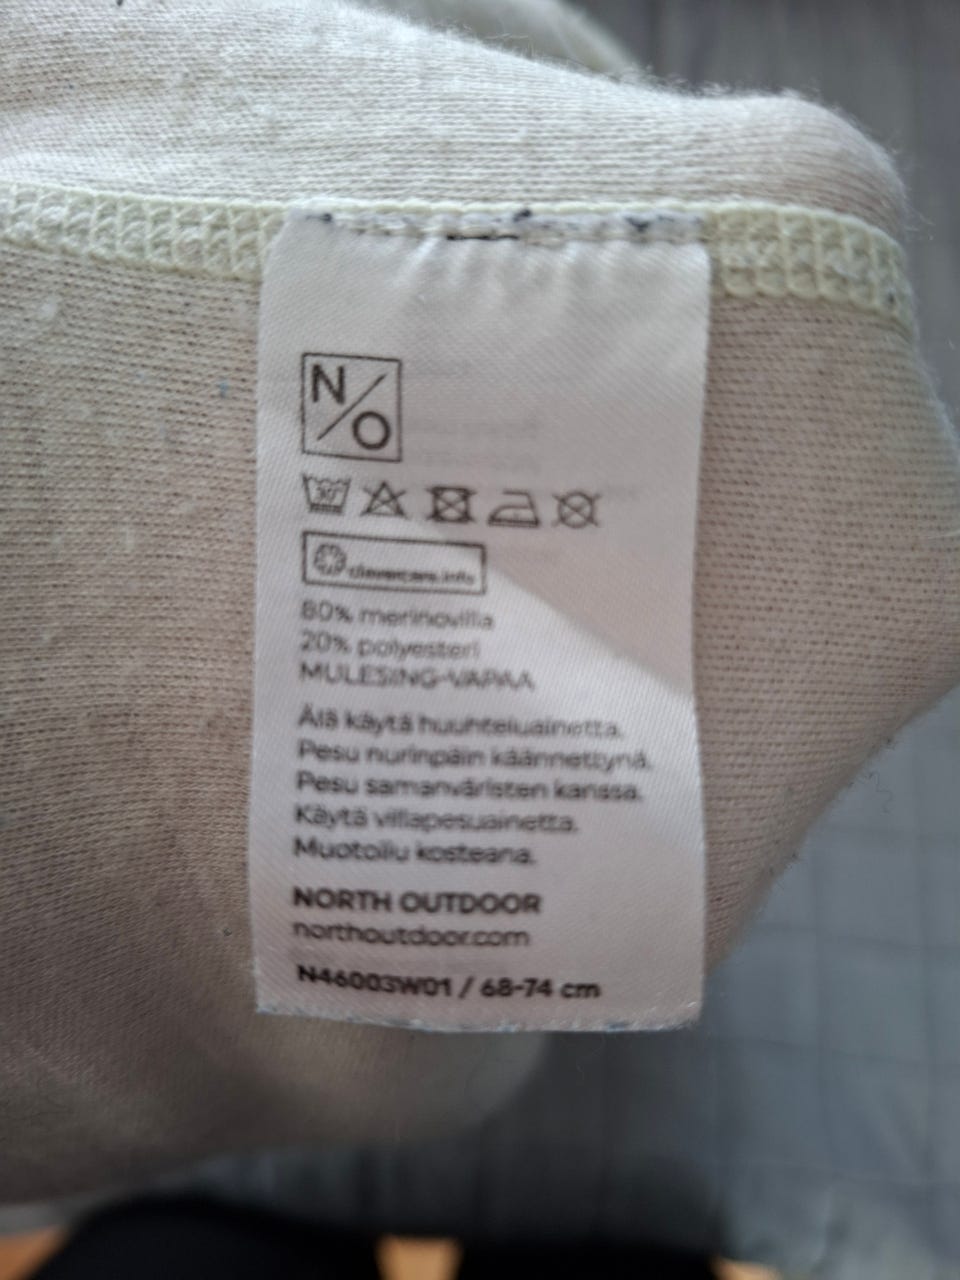 N/O
30°
clevercare.info
80% merinovilla
20% polyesteri
MULESING-VAPAA
Älä käytä huuhteluainetta.
Pesu nurinpäin käännettynä.
Pesu samanväristen kanssa.
Käytä villapesuainetta.
Muotoilu kosteana.
NORTH OUTDOOR
northoutdoor.com
N46003W01 / 68-74 cm